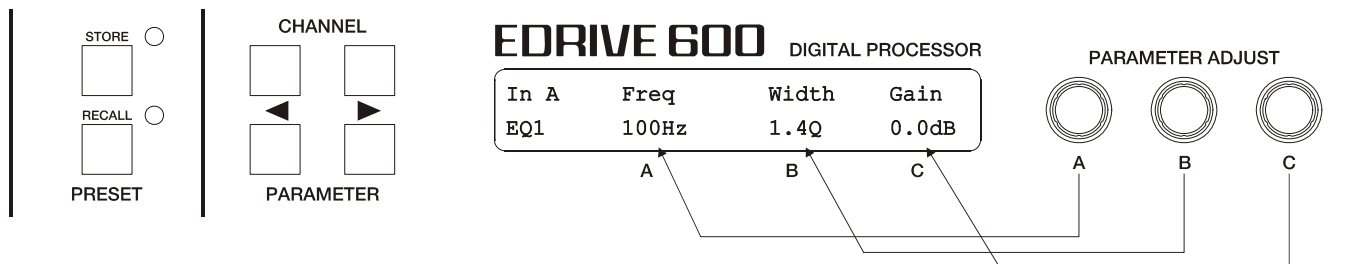 STORE
RECALL
PRESET
CHANNEL
PARAMETER
EDRIVE 600 DIGITAL PROCESSOR
In A Freq Width Gain
EQ1 100Hz 1.4Q 0.0dB
A B C
PARAMETER ADJUST
A B C